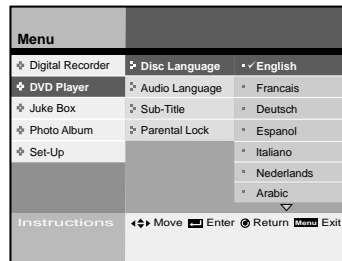 Menu
Digital Recorder
DVD Player
Juke Box
Photo Album
Set-Up
Disc Language
Audio Language
Sub-Title
Parental Lock
English
Francais
Deutsch
Espanol
Italiano
Nederlands
Arabic
Instructions Move Enter Return Menu Exit